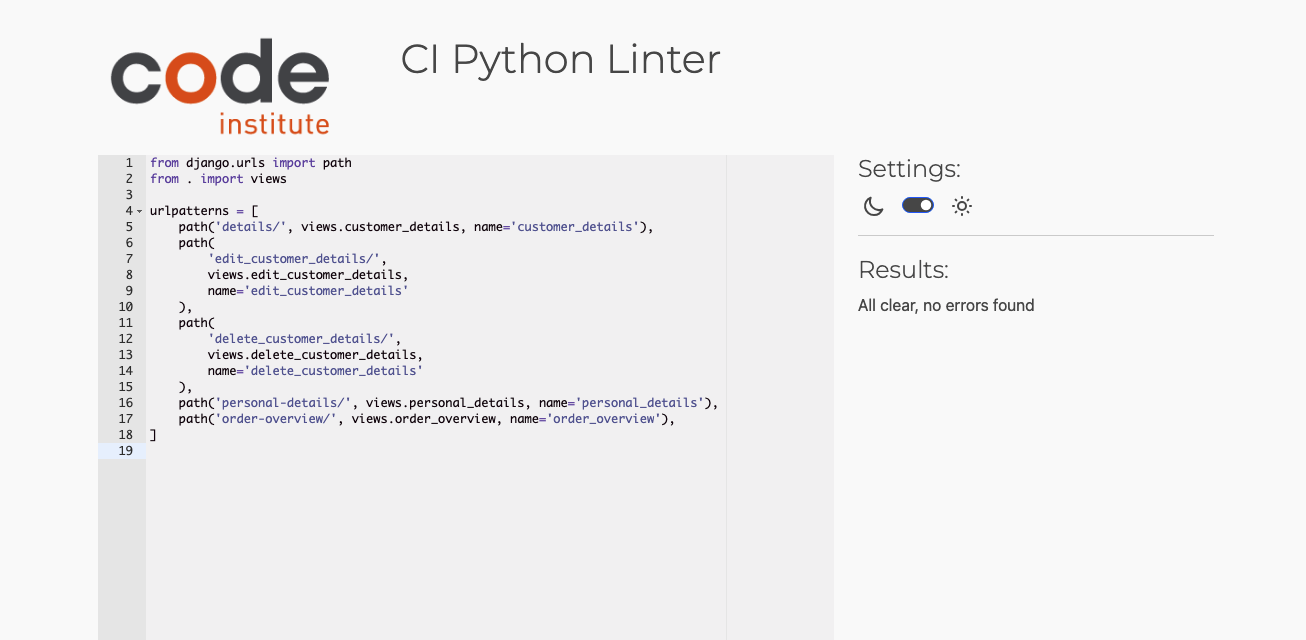 code
institute
CI Python Linter
1 from django.urls import path
2 from . import views
3
4 urlpatterns = [
5     path('details/', views.customer_details, name='customer_details'),
6     path(
7         'edit_customer_details/',
8         views.edit_customer_details,
9         name='edit_customer_details'
10     ),
11     path(
12         'delete_customer_details/',
13         views.delete_customer_details,
14         name='delete_customer_details'
15     ),
16     path('personal-details/', views.personal_details, name='personal_details'),
17     path('order-overview/', views.order_overview, name='order_overview'),
18 ]
19
Settings:
Results:
All clear, no errors found